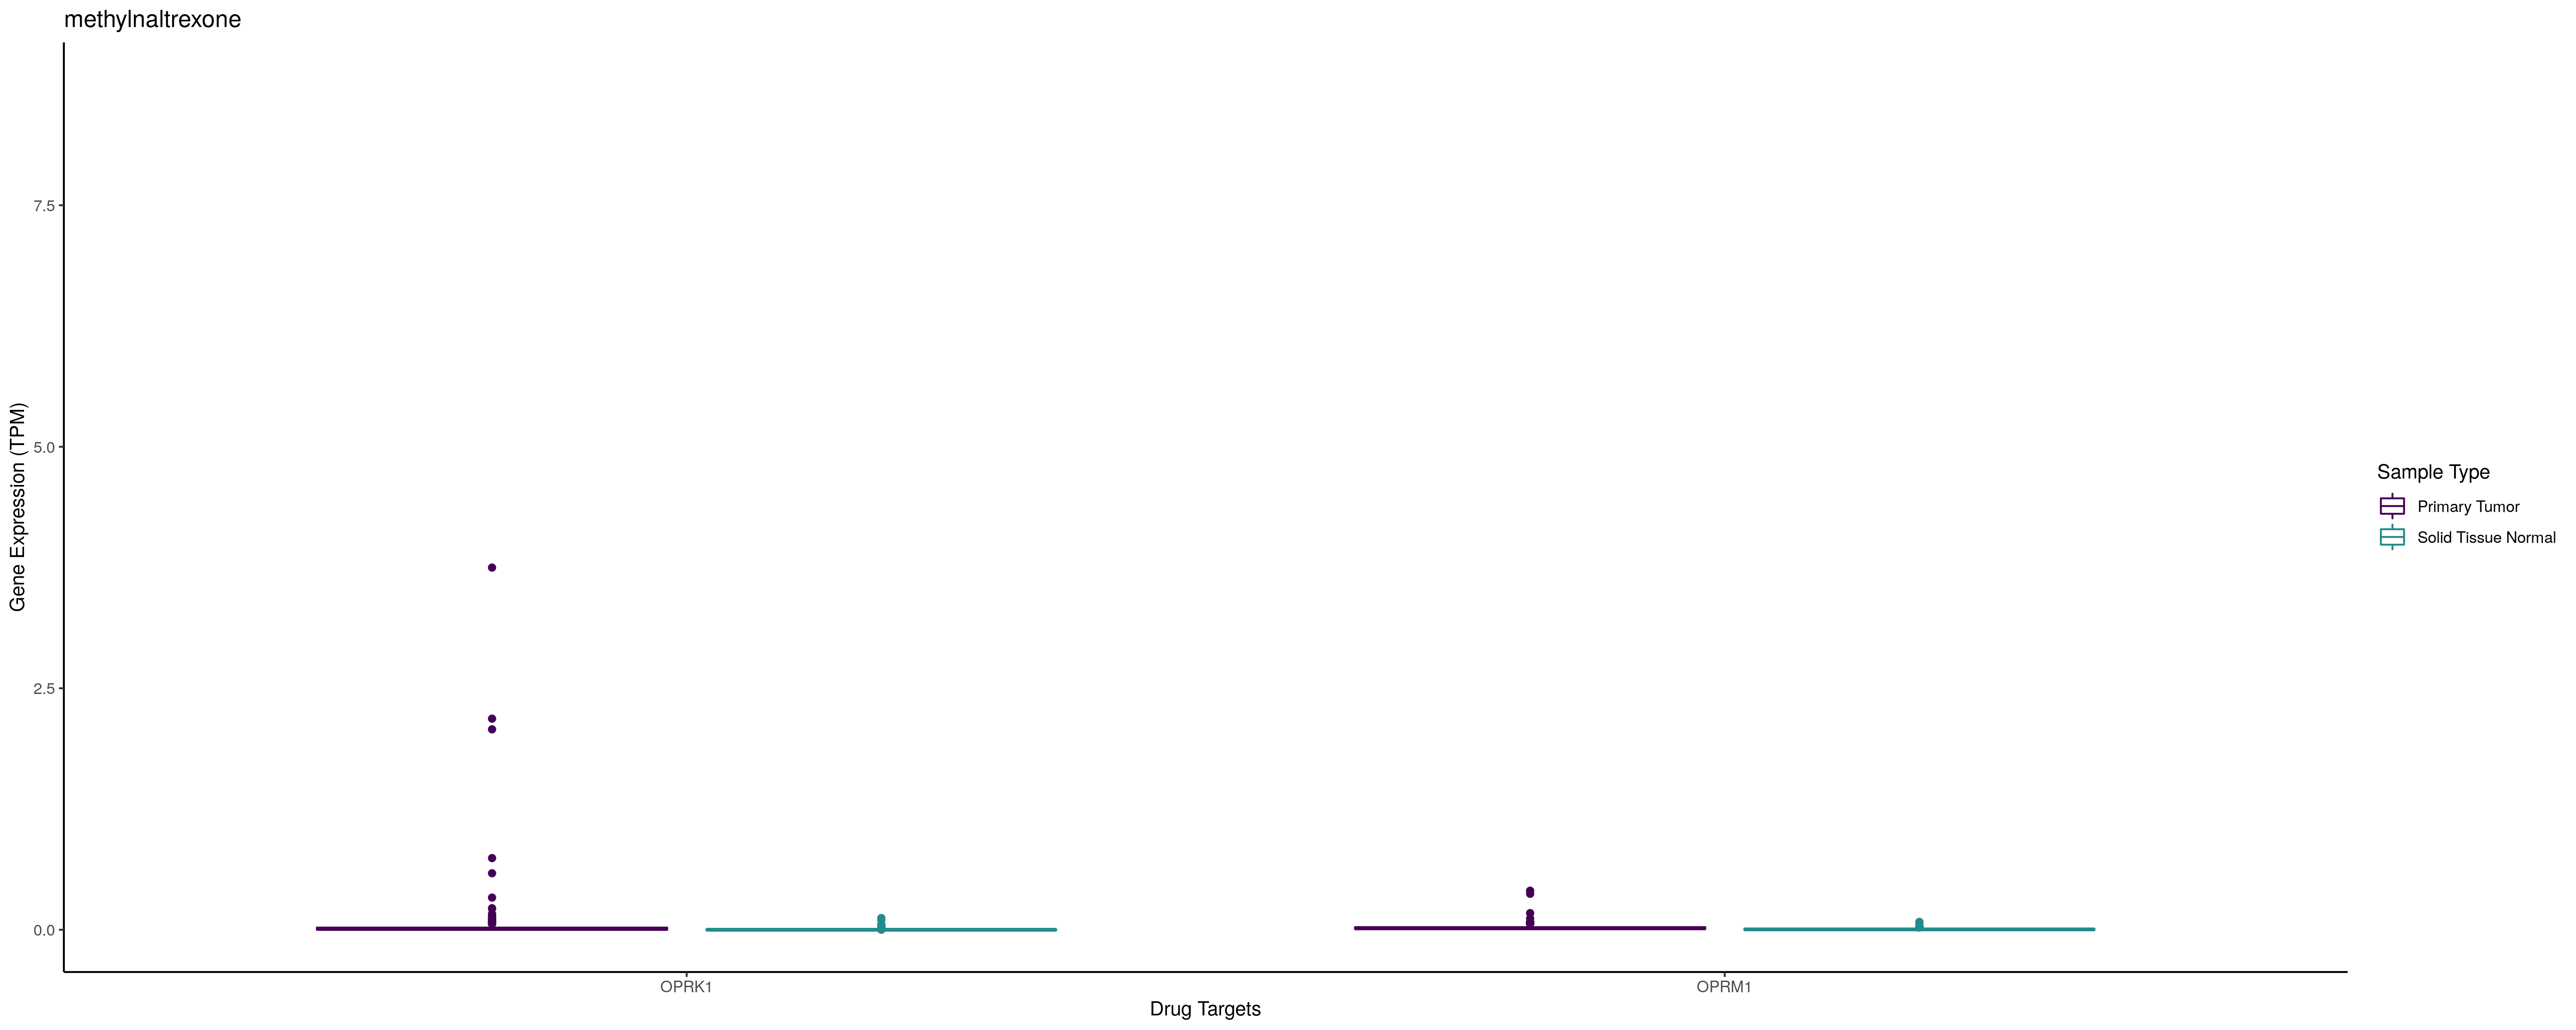 methylnaltrexone
Gene Expression (TPM)
7.5
5.0
2.5
0.0
OPRK1
OPRM1
Drug Targets
Sample Type
Primary Tumor
Solid Tissue Normal